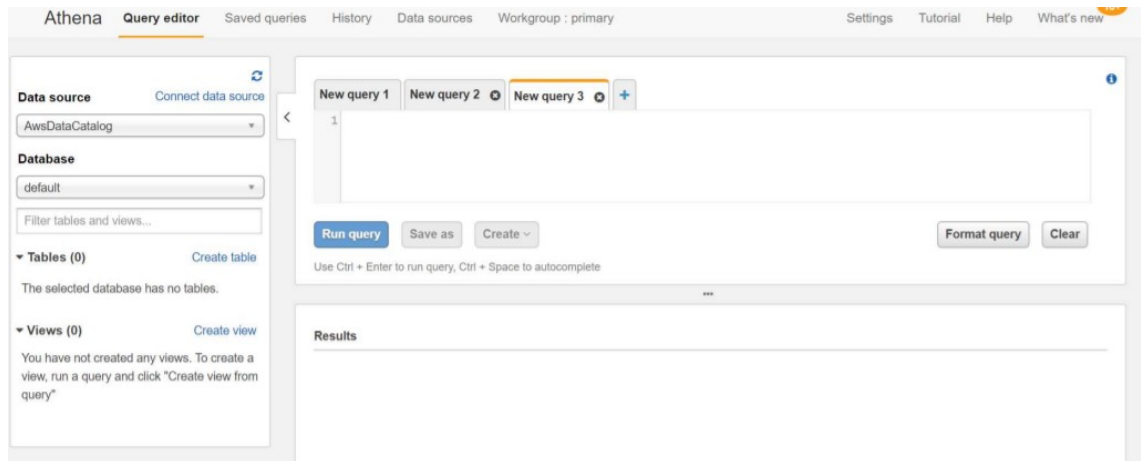 Athena Query editor Saved queries History Data sources Workgroup : primary Settings Tutorial Help What's new
Data source Connect data source
AwsDataCatalog
Database
default
Filter tables and views...
Tables (0) Create table
The selected database has no tables.
Views (0) Create view
You have not created any views. To create a
view, run a query and click "Create view from
query"
New query 1 New query 2 New query 3 +
1
Run query Save as Create Format query Clear
Use Ctrl + Enter to run query, Ctrl + Space to autocomplete
Results